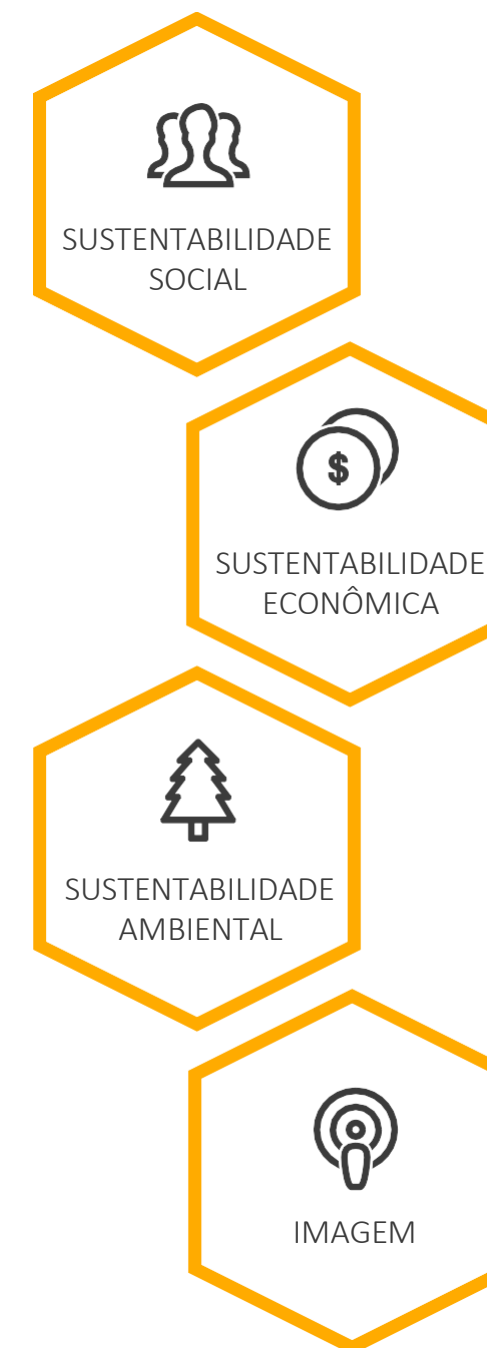 SUSTENTABILIDADE
SOCIAL
$
SUSTENTABILIDADE
ECONÔMICA
SUSTENTABILIDADE
AMBIENTAL
IMAGEM